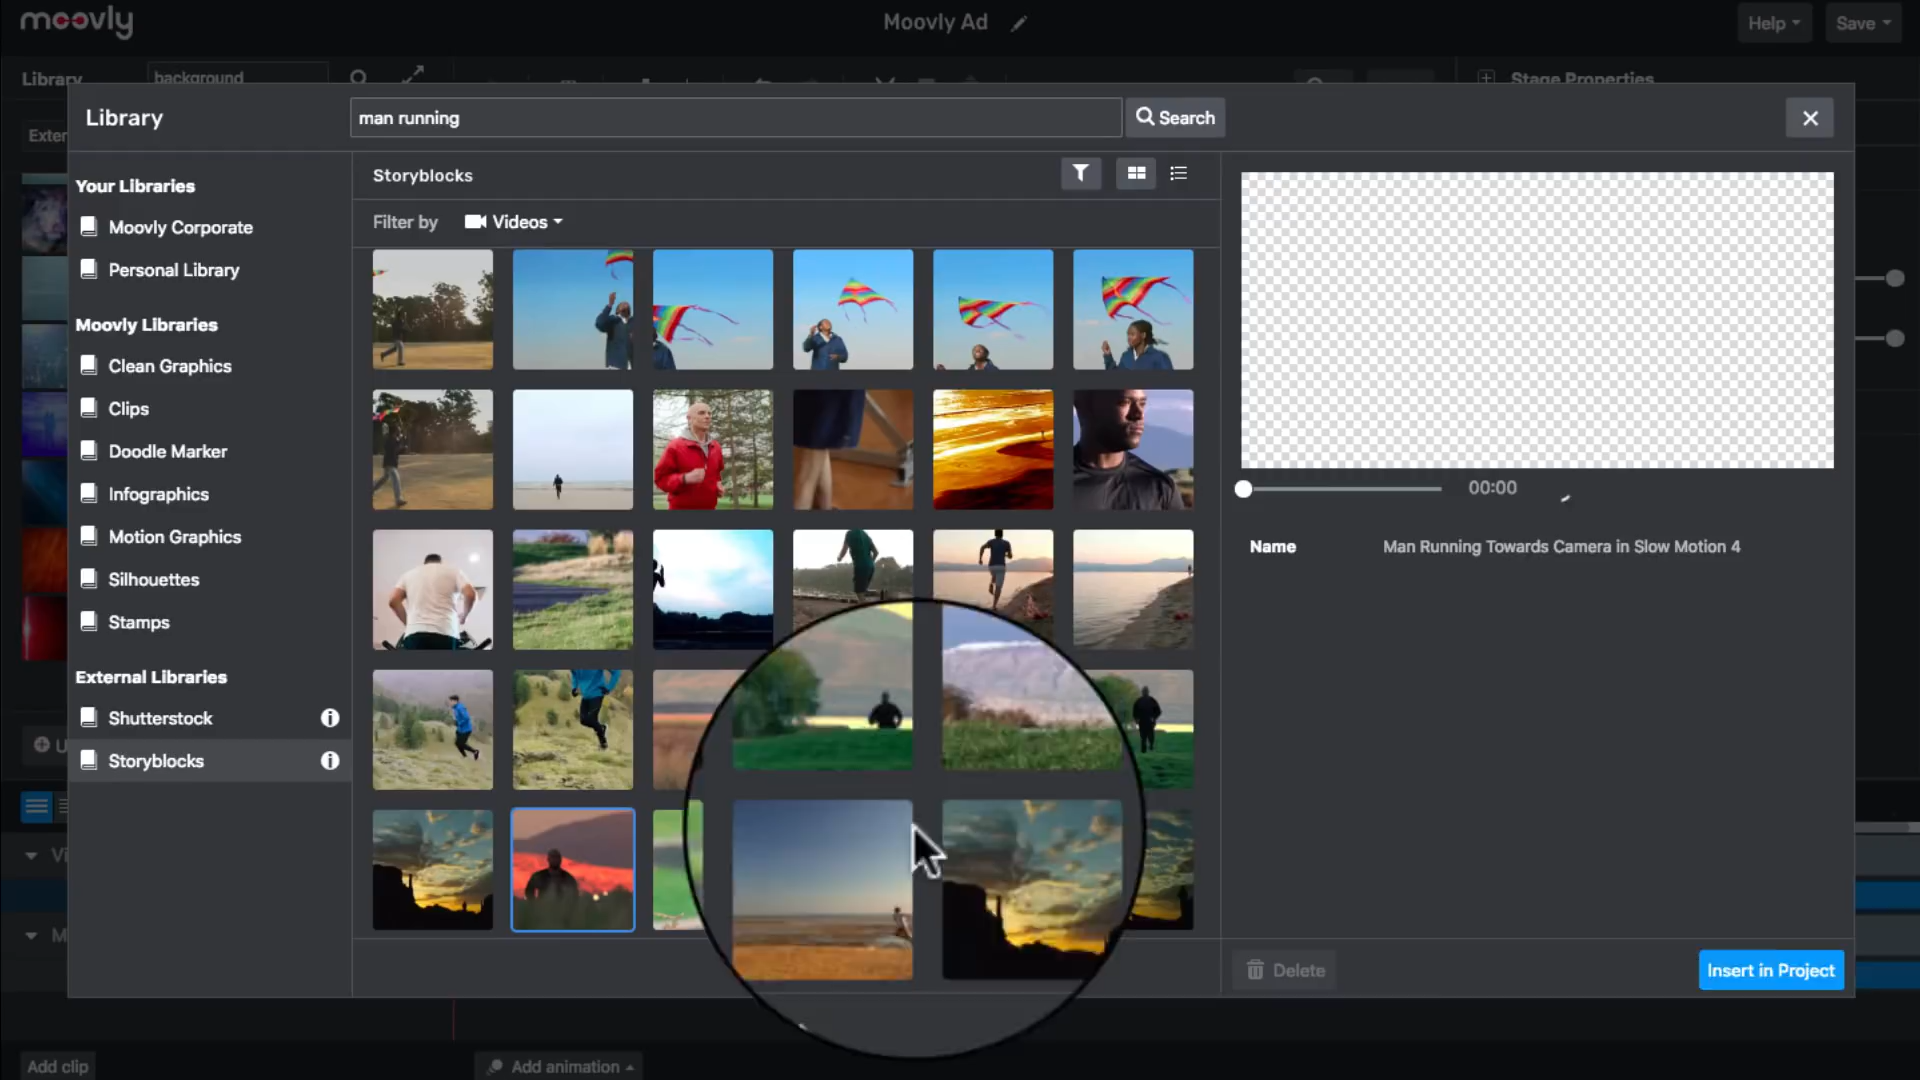 moovly
Moovly Ad
Help
Save
Library
background
Stage Properties
Library
man running
Search
Exter
Your Libraries
Moovly Corporate
Personal Library
Moovly Libraries
Clean Graphics
Clips
Doodle Marker
Infographics
Motion Graphics
Silhouettes
Stamps
External Libraries
Shutterstock
Storyblocks
Storyblocks
Filter by
Videos
00:00
Name
Man Running Towards Camera in Slow Motion 4
U
Vi
M
Delete
Insert in Project
Add clip
Add animation